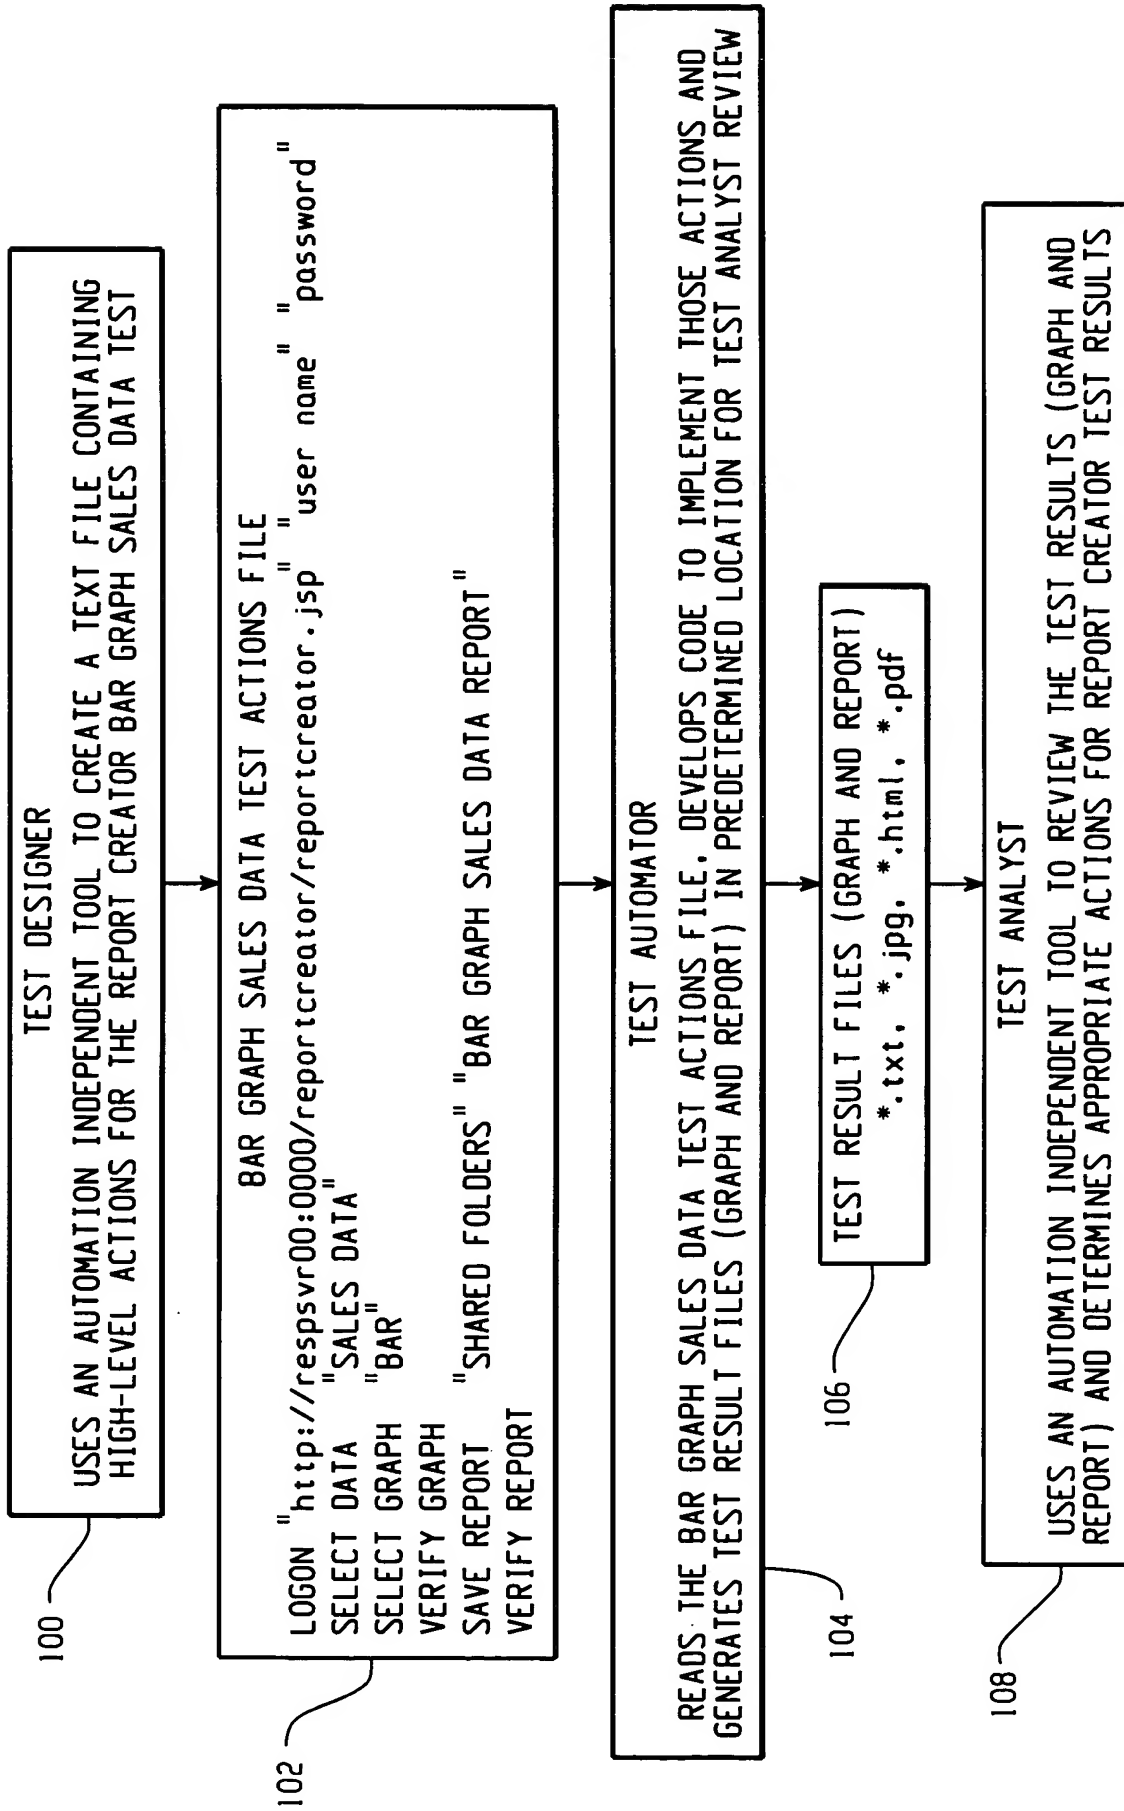 TEST DESIGNER
USES AN AUTOMATION INDEPENDENT TOOL TO CREATE A TEXT FILE CONTAINING
HIGH-LEVEL ACTIONS FOR THE REPORT CREATOR BAR GRAPH SALES DATA TEST
100
BAR GRAPH SALES DATA TEST ACTIONS FILE
LOGON "http://respsvr00:0000/reportcreator/reportcreator.jsp" "user name" "password"
SELECT DATA "SALES DATA"
SELECT GRAPH "BAR"
VERIFY GRAPH
SAVE REPORT "SHARED FOLDERS" "BAR GRAPH SALES DATA REPORT"
VERIFY REPORT
102
TEST AUTOMATOR
READS THE BAR GRAPH SALES DATA TEST ACTIONS FILE, DEVELOPS CODE TO IMPLEMENT THOSE ACTIONS AND
GENERATES TEST RESULT FILES (GRAPH AND REPORT) IN PREDETERMINED LOCATION FOR TEST ANALYST REVIEW
104
TEST RESULT FILES (GRAPH AND REPORT)
*.txt, *.jpg, *.html, *.pdf
106
TEST ANALYST
USES AN AUTOMATION INDEPENDENT TOOL TO REVIEW THE TEST RESULTS (GRAPH AND
REPORT) AND DETERMINES APPROPRIATE ACTIONS FOR REPORT CREATOR TEST RESULTS
108